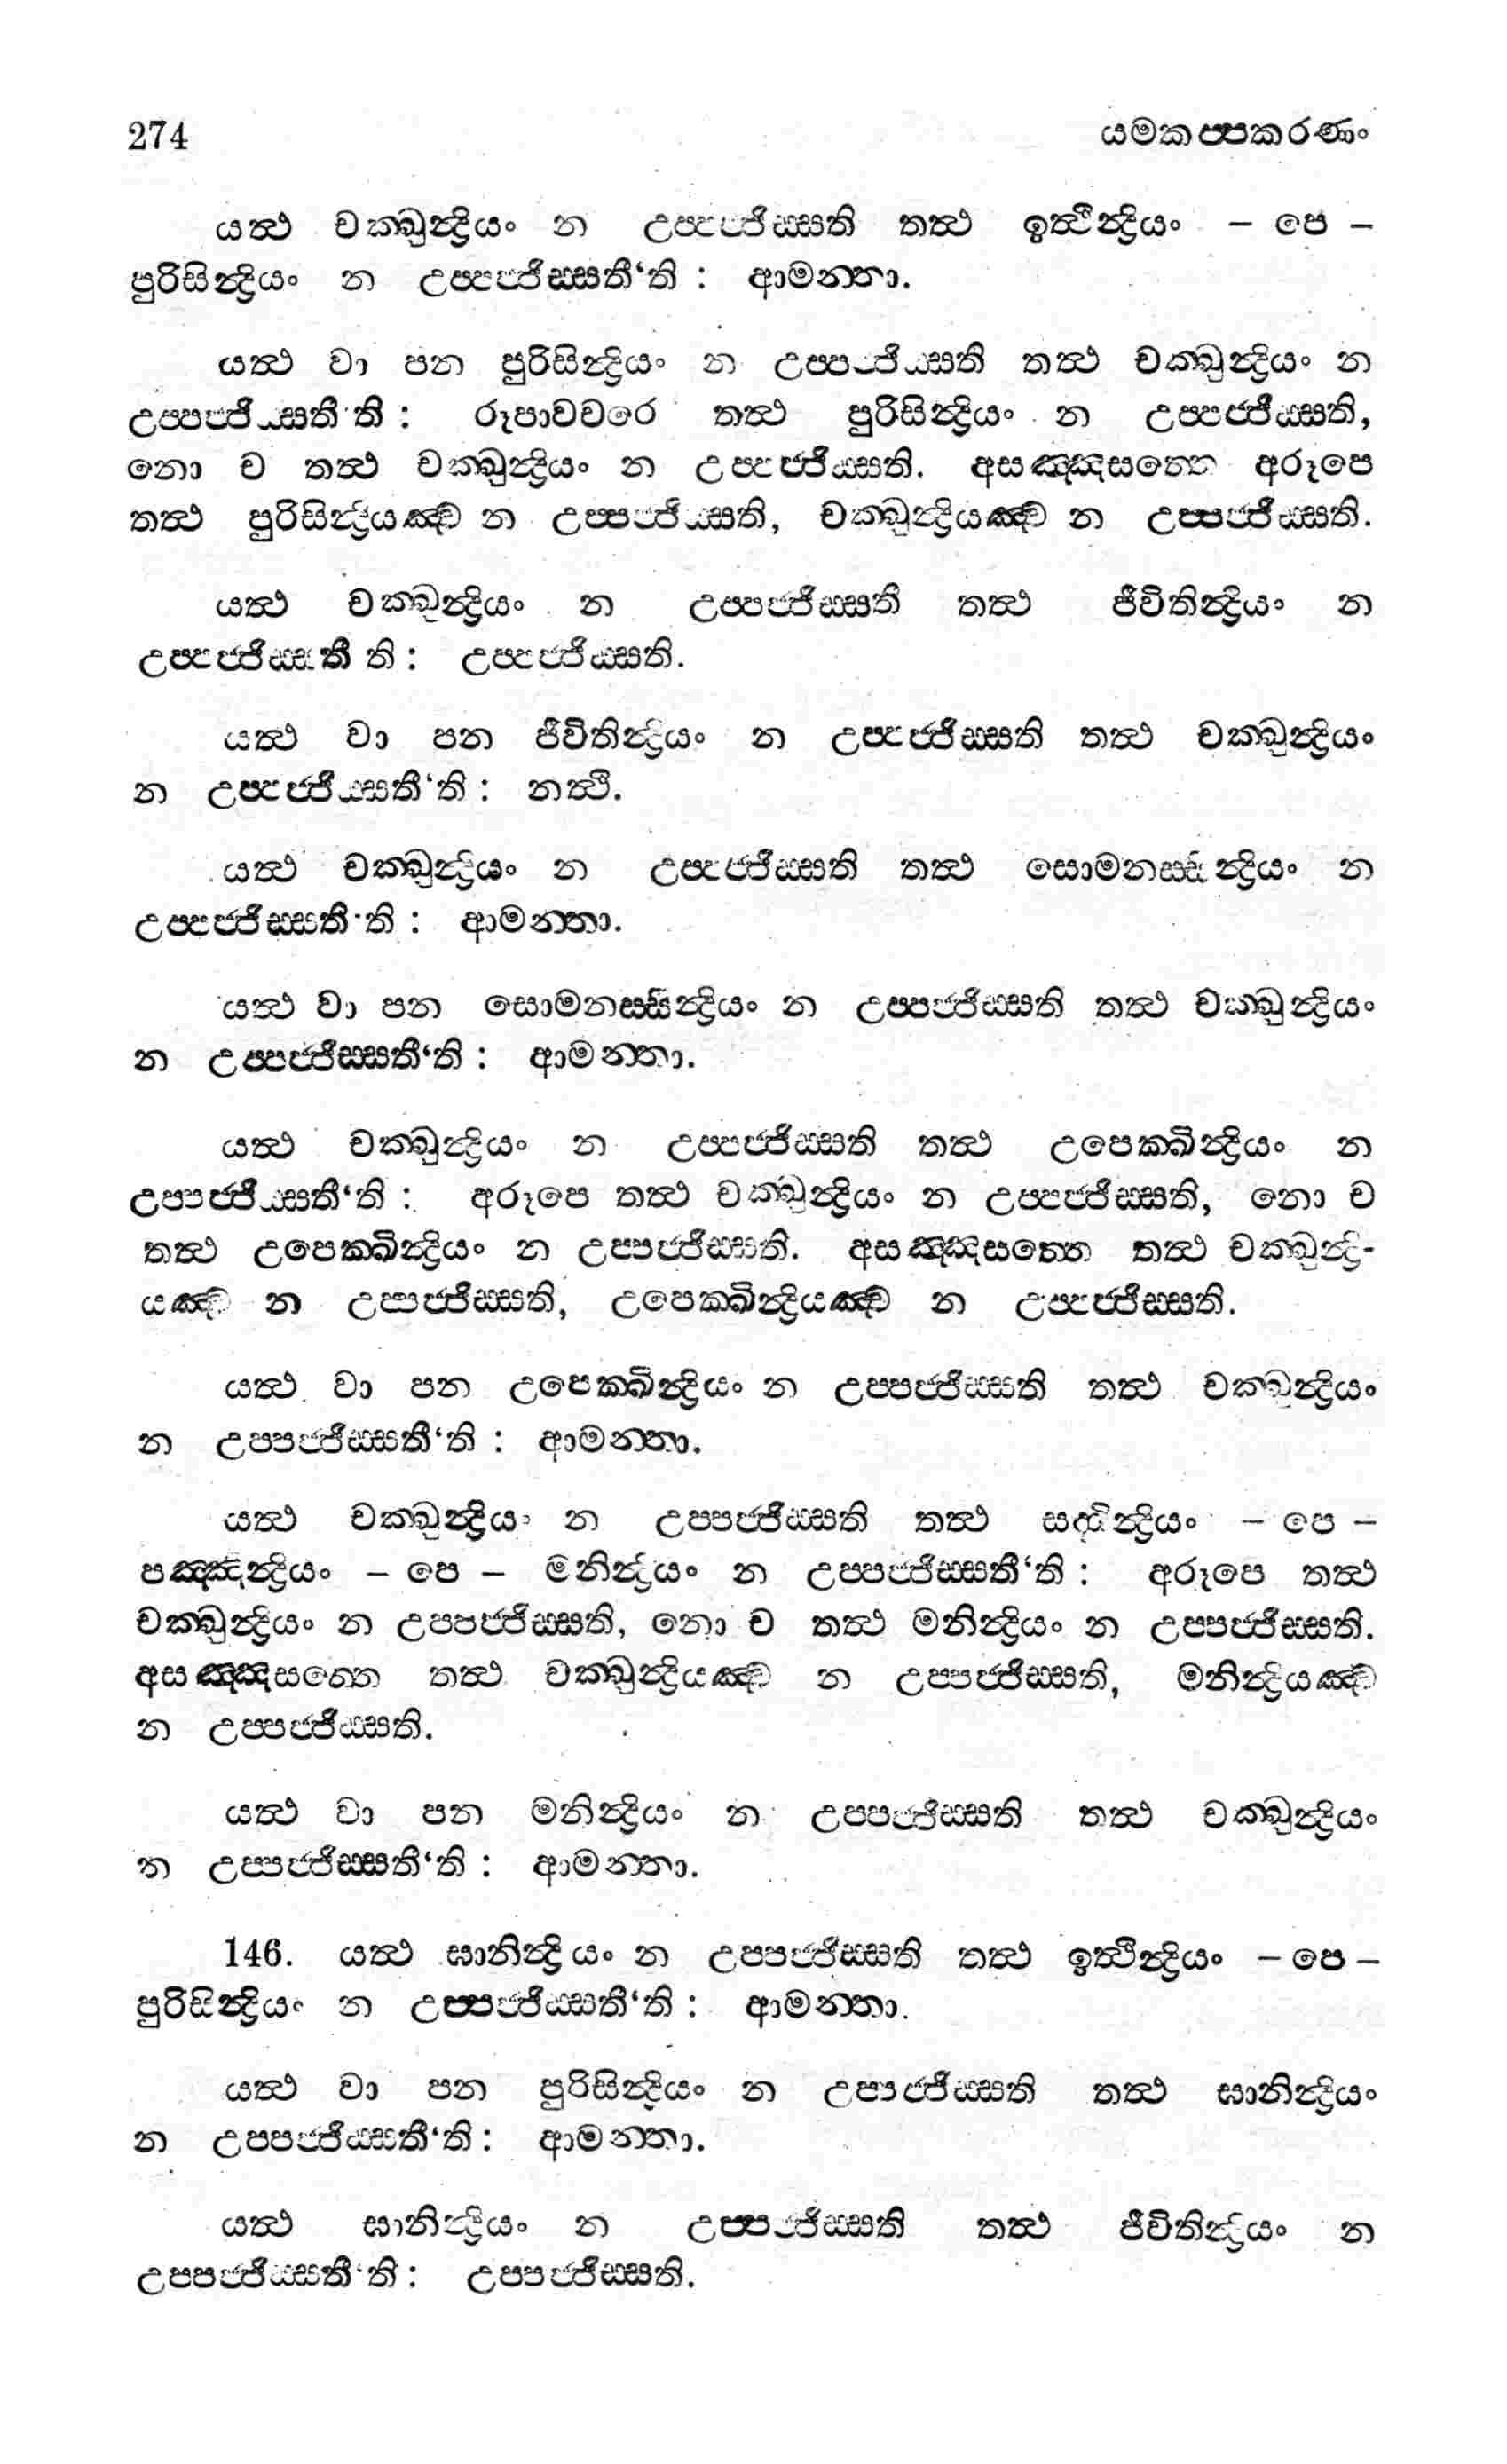 274 යමකප්පකරණං
යත්ථ චක්ඛුන්ද්‍රියං න උප්පජ්ජිස්සති තත්ථ ඉත්ථින්ද්‍රියං – පෙ –
පුරිසින්ද්‍රියං න උප්පජ්ජිස්සතී‘ති : ආමන්තා.
යත්ථ වා පන පුරිසින්ද්‍රියං න උප්පජ්ජිස්සති තත්ථ චක්ඛුන්ද්‍රියං න
උප්පජ්ජිස්සතී‘ති : රූපාවචරෙ තත්ථ පුරිසින්ද්‍රියං න උප්පජ්ජිස්සති,
නො ච තත්ථ චක්ඛුන්ද්‍රියං න උප්පජ්ජිස්සති. අසඤ්ඤසත්තෙ අරූපෙ
තත්ථ පුරිසින්ද්‍රියඤ්ච න උප්පජ්ජිස්සති, චක්ඛුන්ද්‍රියඤ්ච න උප්පජ්ජිස්සති.
යත්ථ චක්ඛුන්ද්‍රියං න උප්පජ්ජිස්සති තත්ථ ජීවිතින්ද්‍රියං න
උප්පජ්ජිස්සතී ති : උප්පජ්ජිස්සති.
යත්ථ වා පන ජීවිතින්ද්‍රියං න උප්පජ්ජිස්සති තත්ථ චක්ඛුන්ද්‍රියං
න උප්පජ්ජිස්සතී‘ති : නත්ථි.
යත්ථ චක්ඛුන්ද්‍රියං න උප්පජ්ජිස්සති තත්ථ සොමනස්සින්ද්‍රියං න
උප්පජ්ජිස්සතී‘ති : ආමන්තා.
යත්ථ වා පන සොමනස්සින්ද්‍රියං න උප්පජ්ජිස්සති තත්ථ චක්ඛුන්ද්‍රියං
න උප්පජ්ජිස්සතී‘ති : ආමන්තා.
යත්ථ චක්ඛුන්ද්‍රියං න උප්පජ්ජිස්සති තත්ථ උපෙක්ඛින්ද්‍රියං න
උප්පජ්ජිස්සතී‘ති : අරූපෙ තත්ථ චක්ඛුන්ද්‍රියං න උප්පජ්ජිස්සති, නො ච
තත්ථ උපෙක්ඛින්ද්‍රියං න උප්පජ්ජිස්සති. අසඤ්ඤසත්තෙ තත්ථ චක්ඛුන්ද්‍රි-
යඤ්ච න උප්පජ්ජිස්සති, උපෙක්ඛින්ද්‍රියඤ්ච න උප්පජ්ජිස්සති.
යත්ථ වා පන උපෙක්ඛින්ද්‍රියං න උප්පජ්ජිස්සති තත්ථ චක්ඛුන්ද්‍රියං
න උප්පජ්ජිස්සතී‘ති : ආමන්තා.
යත්ථ චක්ඛුන්ද්‍රියං න උප්පජ්ජිස්සති තත්ථ සද්ධින්ද්‍රියං – පෙ –
පඤ්ඤින්ද්‍රියං – පෙ – මනින්ද්‍රියං න උප්පජ්ජිස්සතී‘ති : අරූපෙ තත්ථ
චක්ඛුන්ද්‍රියං න උප්පජ්ජිස්සති, නො ච තත්ථ මනින්ද්‍රියං න උප්පජ්ජිස්සති.
අසඤ්ඤසත්තෙ තත්ථ චක්ඛුන්ද්‍රියඤ්ච න උප්පජ්ජිස්සති, මනින්ද්‍රියඤ්ච
න උප්පජ්ජිස්සති.
යත්ථ වා පන මනින්ද්‍රියං න උප්පජ්ජිස්සති තත්ථ චක්ඛුන්ද්‍රියං
න උප්පජ්ජිස්සතී‘ති : ආමන්තා.
146. යත්ථ ඝානින්ද්‍රියං න උප්පජ්ජිස්සති තත්ථ ඉත්ථින්ද්‍රියං – පෙ –
පුරිසින්ද්‍රියං න උප්පජ්ජිස්සතී‘ති : ආමන්තා.
යත්ථ වා පන පුරිසින්ද්‍රියං න උප්පජ්ජිස්සති තත්ථ ඝානින්ද්‍රියං
න උප්පජ්ජිස්සතී‘ති : ආමන්තා.
යත්ථ ඝානින්ද්‍රියං න උප්පජ්ජිස්සති තත්ථ ජීවිතින්ද්‍රියං න
උප්පජ්ජිස්සතී‘ති : උප්පජ්ජිස්සති.